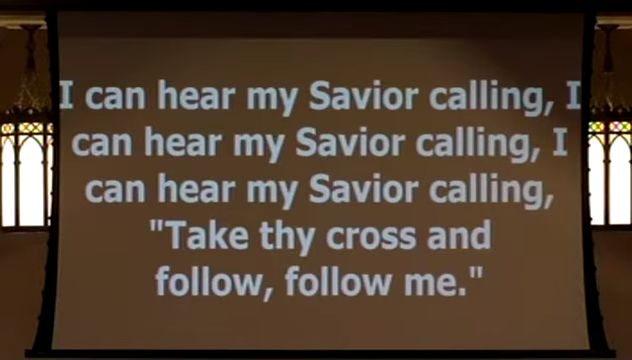 I can hear my Savior calling, I
can hear my Savior calling, I
can hear my Savior calling,
"Take thy cross and
follow, follow me."